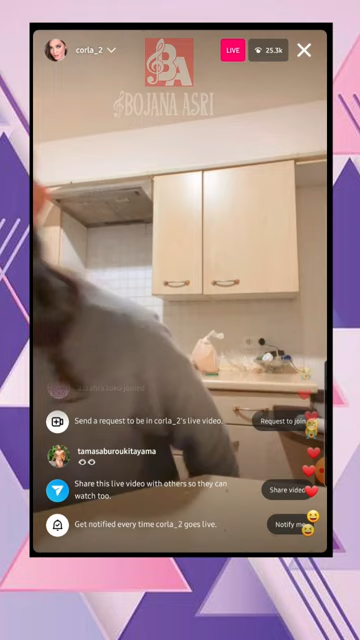 corla_2
LIVE
25.3k
BA
BOJANA ASRI
Send a request to be in corla_2's live video.
Request to join
tamasaburoukitayama
👀
Share this live video with others so they can
watch too.
Share video
Get notified every time corla_2 goes live.
Notify me